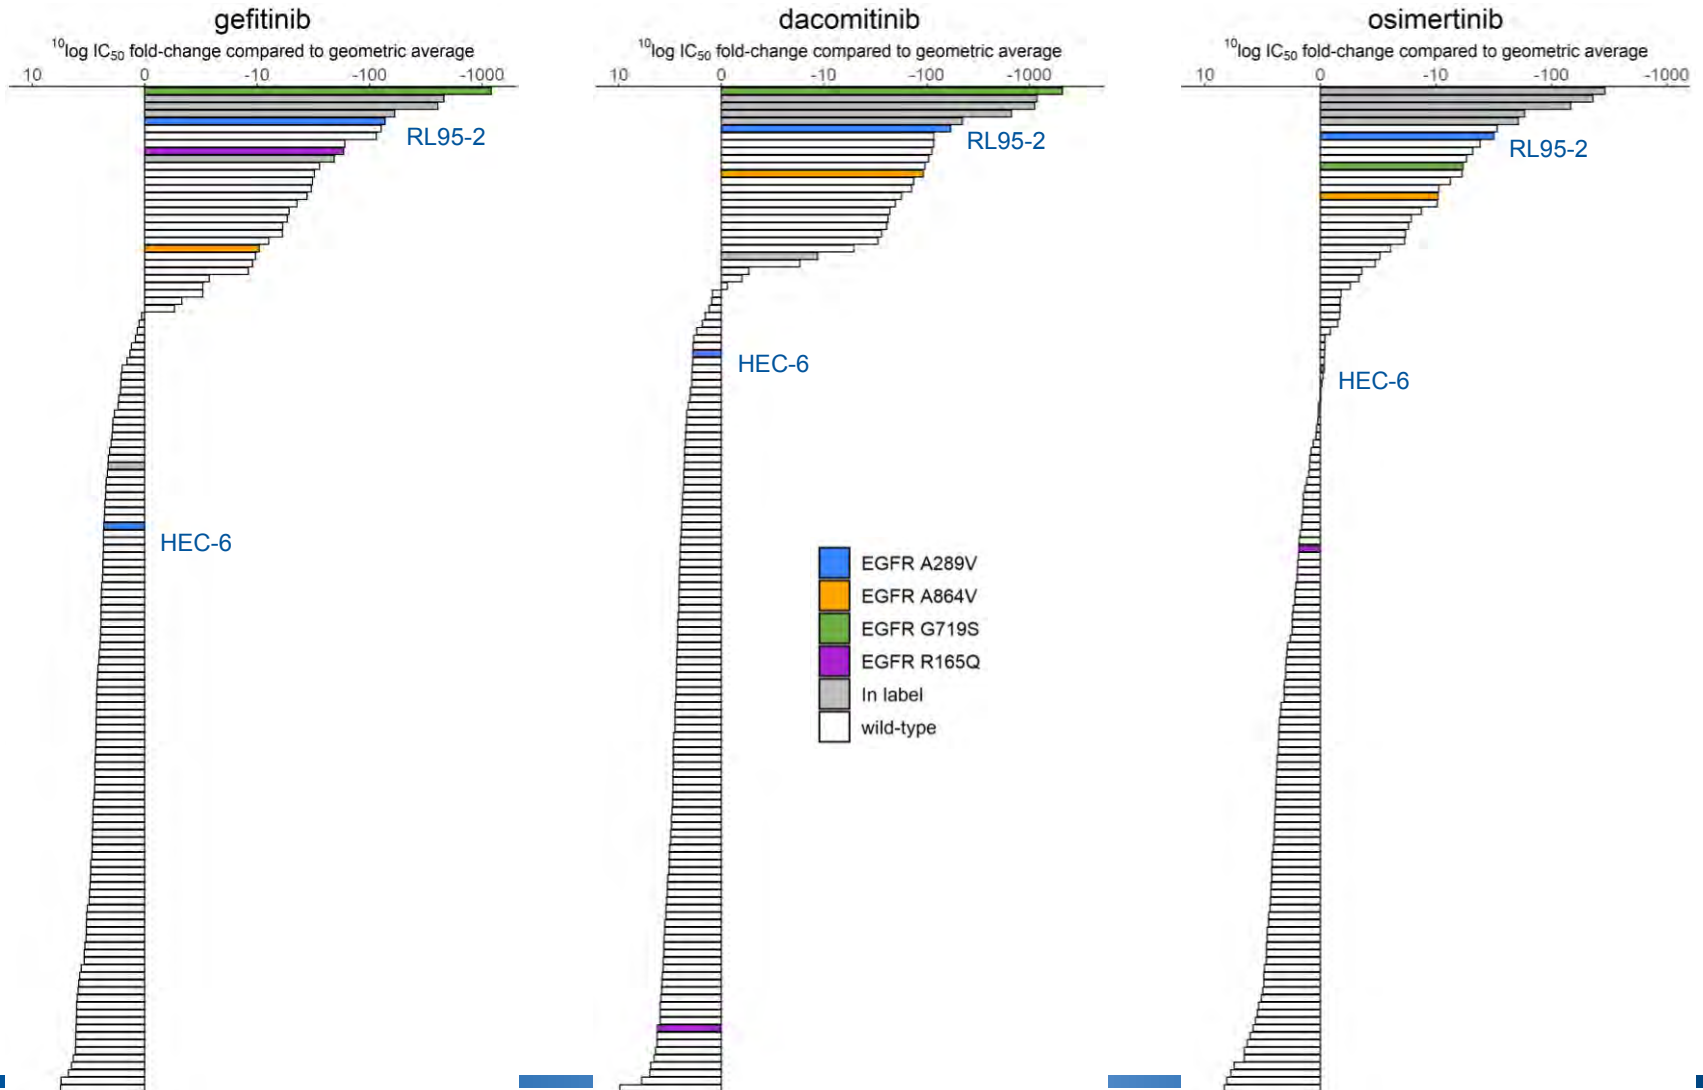 gefitinib
10log IC50 fold-change compared to geometric average
10 0 -10 -100 -1000
RL95-2
HEC-6
dacomitinib
10log IC50 fold-change compared to geometric average
10 0 -10 -100 -1000
RL95-2
HEC-6
EGFR A289V
EGFR A864V
EGFR G719S
EGFR R165Q
In label
wild-type
osimertinib
10log IC50 fold-change compared to geometric average
10 0 -10 -100 -1000
RL95-2
HEC-6